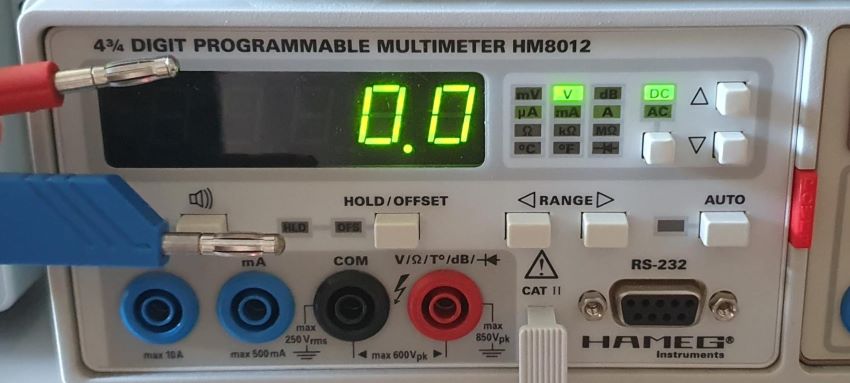 4¾ DIGIT PROGRAMMABLE MULTIMETER HM8012
0.0
mV V dB DC
µA mA A AC
Ω kΩ MΩ
°C °F
HOLD/OFFSET
HLD OFS
◁ RANGE ▷
AUTO
mA
COM
V/Ω/T°/dB/
CAT II
RS-232
max 10A
max 500mA
max
250Vrms
max 600Vpk
max
850Vpk
HAMEG®
Instruments